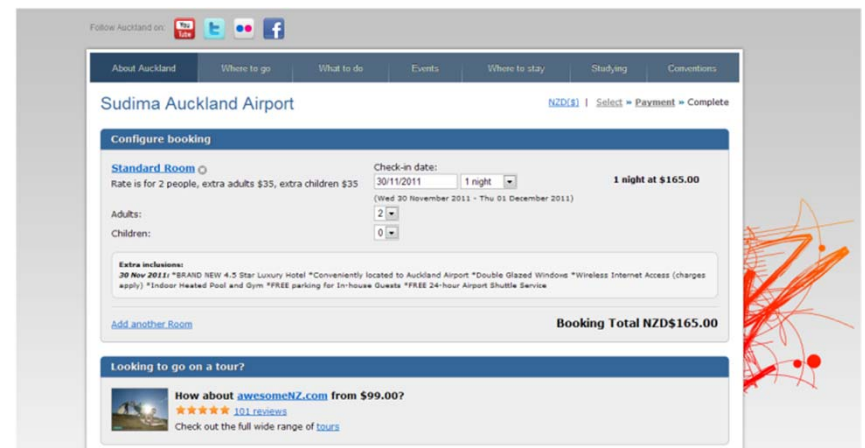 Follow Auckland on:
You Tube
About Auckland Where to go What to do Events Where to stay Studying Conventions
Sudima Auckland Airport
NZD($) | Select » Payment » Complete
Configure booking
Standard Room
Check-in date:
Rate is for 2 people, extra adults $35, extra children $35
30/11/2011 1 night
1 night at $165.00
(Wed 30 November 2011 - Thu 01 December 2011)
Adults: 2
Children: 0
Extra inclusions:
30 Nov 2011: *BRAND NEW 4.5 Star Luxury Hotel *Conveniently located to Auckland Airport *Double Glazed Windows *Wireless Internet Access (charges
apply) *Indoor Heated Pool and Gym *FREE parking for In-house Guests *FREE 24-hour Airport Shuttle Service
Add another Room
Booking Total NZD$165.00
Looking to go on a tour?
How about awesomeNZ.com from $99.00?
101 reviews
Check out the full wide range of tours